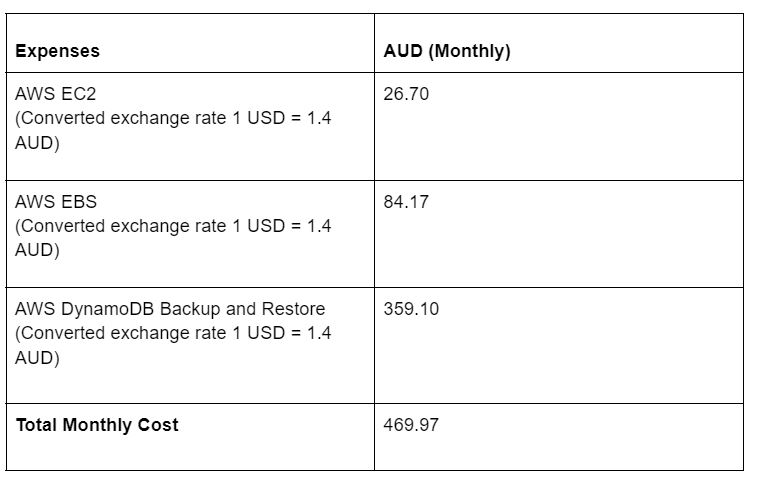 Expenses
AUD (Monthly)
AWS EC2
(Converted exchange rate 1 USD = 1.4
AUD)
26.70
AWS EBS
(Converted exchange rate 1 USD = 1.4
AUD)
84.17
AWS DynamoDB Backup and Restore
(Converted exchange rate 1 USD = 1.4
AUD)
359.10
Total Monthly Cost
469.97